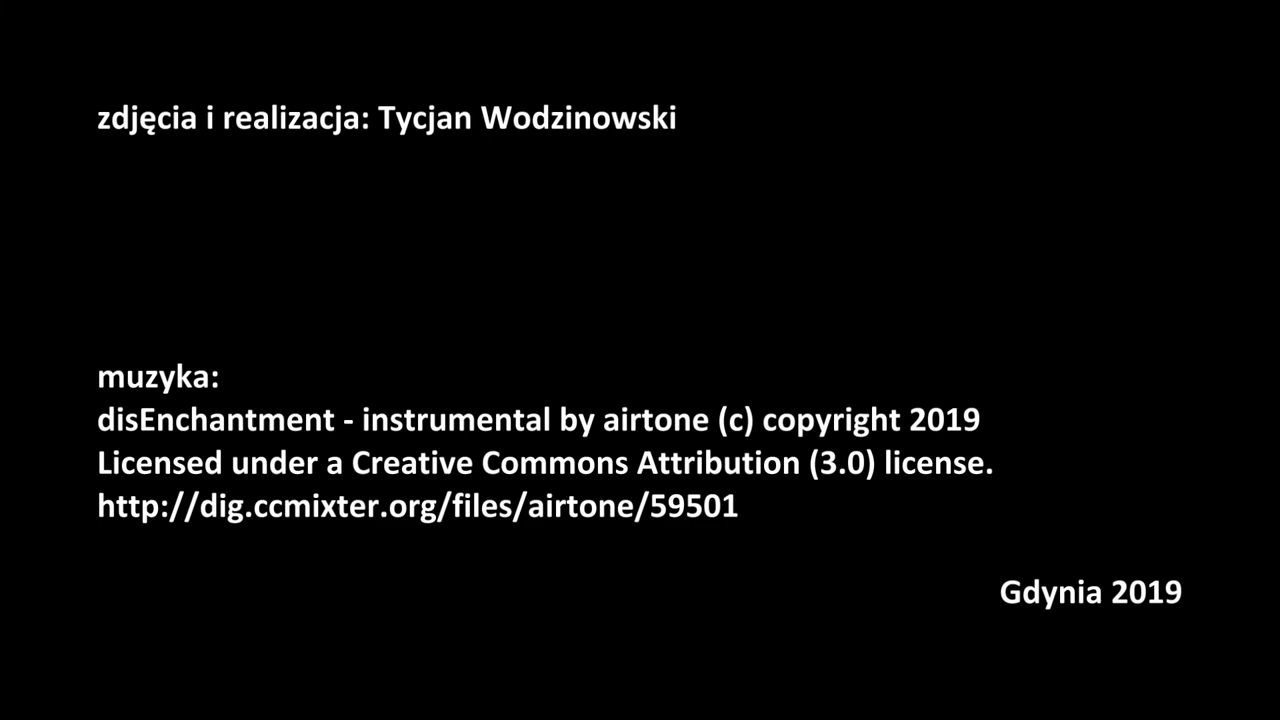 zdjęcia i realizacja: Tycjan Wodzinowski
muzyka:
disEnchantment - instrumental by airtone (c) copyright 2019
Licensed under a Creative Commons Attribution (3.0) license.
http://dig.ccmixter.org/files/airtone/59501
Gdynia 2019